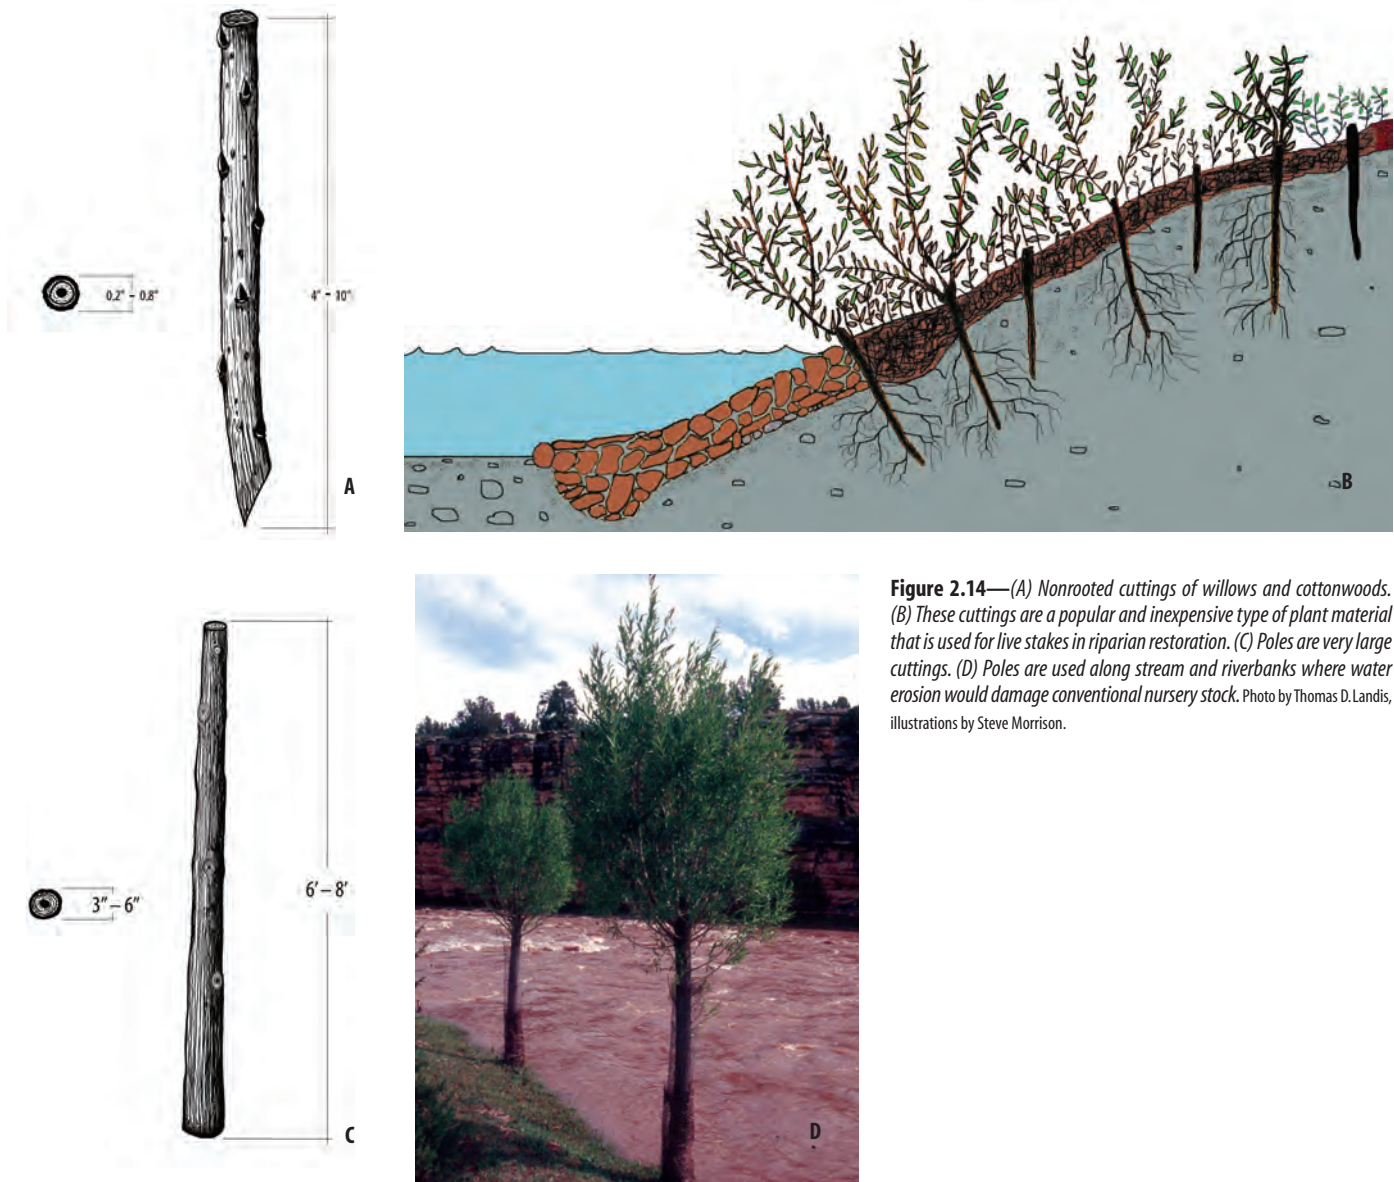 0.2" – 0.8"
4" – 10"
A
B
3" – 6"
6' – 8'
C
D
Figure 2.14—(A) Nonrooted cuttings of willows and cottonwoods.
(B) These cuttings are a popular and inexpensive type of plant material
that is used for live stakes in riparian restoration. (C) Poles are very large
cuttings. (D) Poles are used along stream and riverbanks where water
erosion would damage conventional nursery stock. Photo by Thomas D. Landis,
illustrations by Steve Morrison.